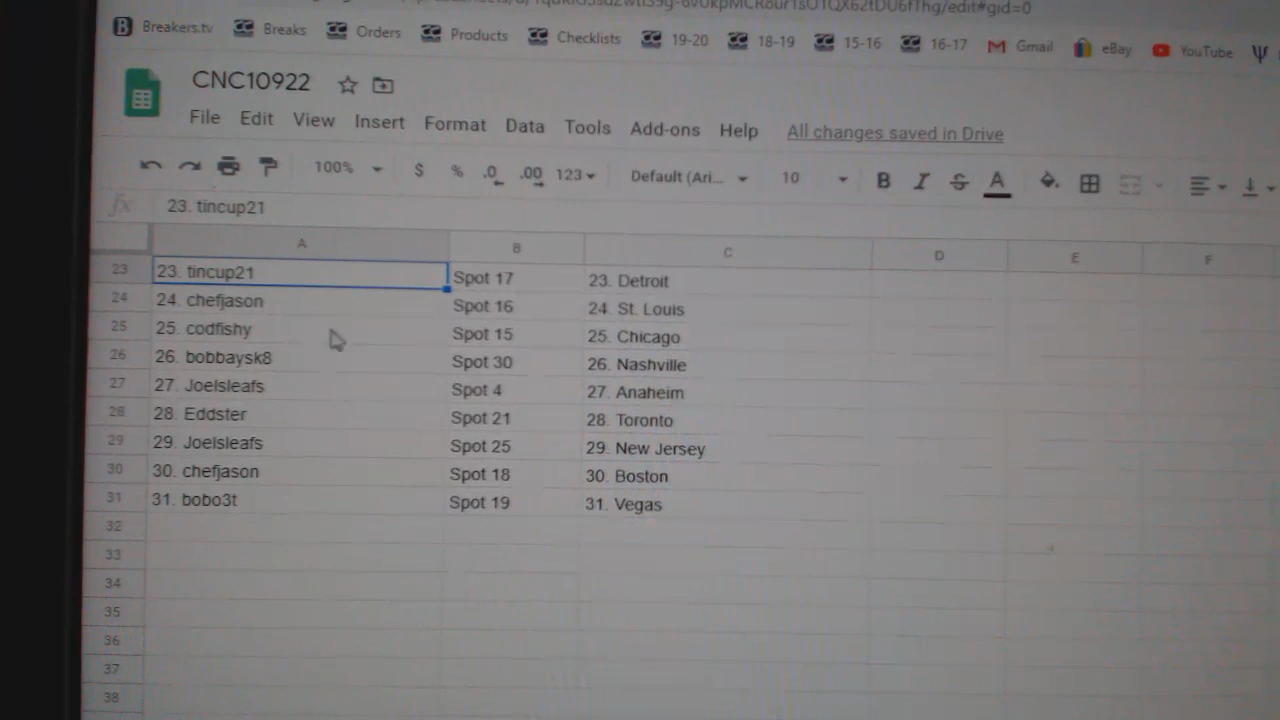 Breakers.tv Breaks Orders Products Checklists 19-20 18-19 15-16 16-17 Gmail eBay YouTube
CNC10922
File Edit View Insert Format Data Tools Add-ons Help All changes saved in Drive
100% $ % .0 .00 123 Default (Ari... 10 B I S A
fx 23. tincup21
A B C D E F
23 23. tincup21 Spot 17 23. Detroit
24 24. chefjason Spot 16 24. St. Louis
25 25. codfishy Spot 15 25. Chicago
26 26. bobbaysk8 Spot 30 26. Nashville
27 27. Joelsleafs Spot 4 27. Anaheim
28 28. Eddster Spot 21 28. Toronto
29 29. Joelsleafs Spot 25 29. New Jersey
30 30. chefjason Spot 18 30. Boston
31 31. bobo3t Spot 19 31. Vegas
32
33
34
35
36
37
38